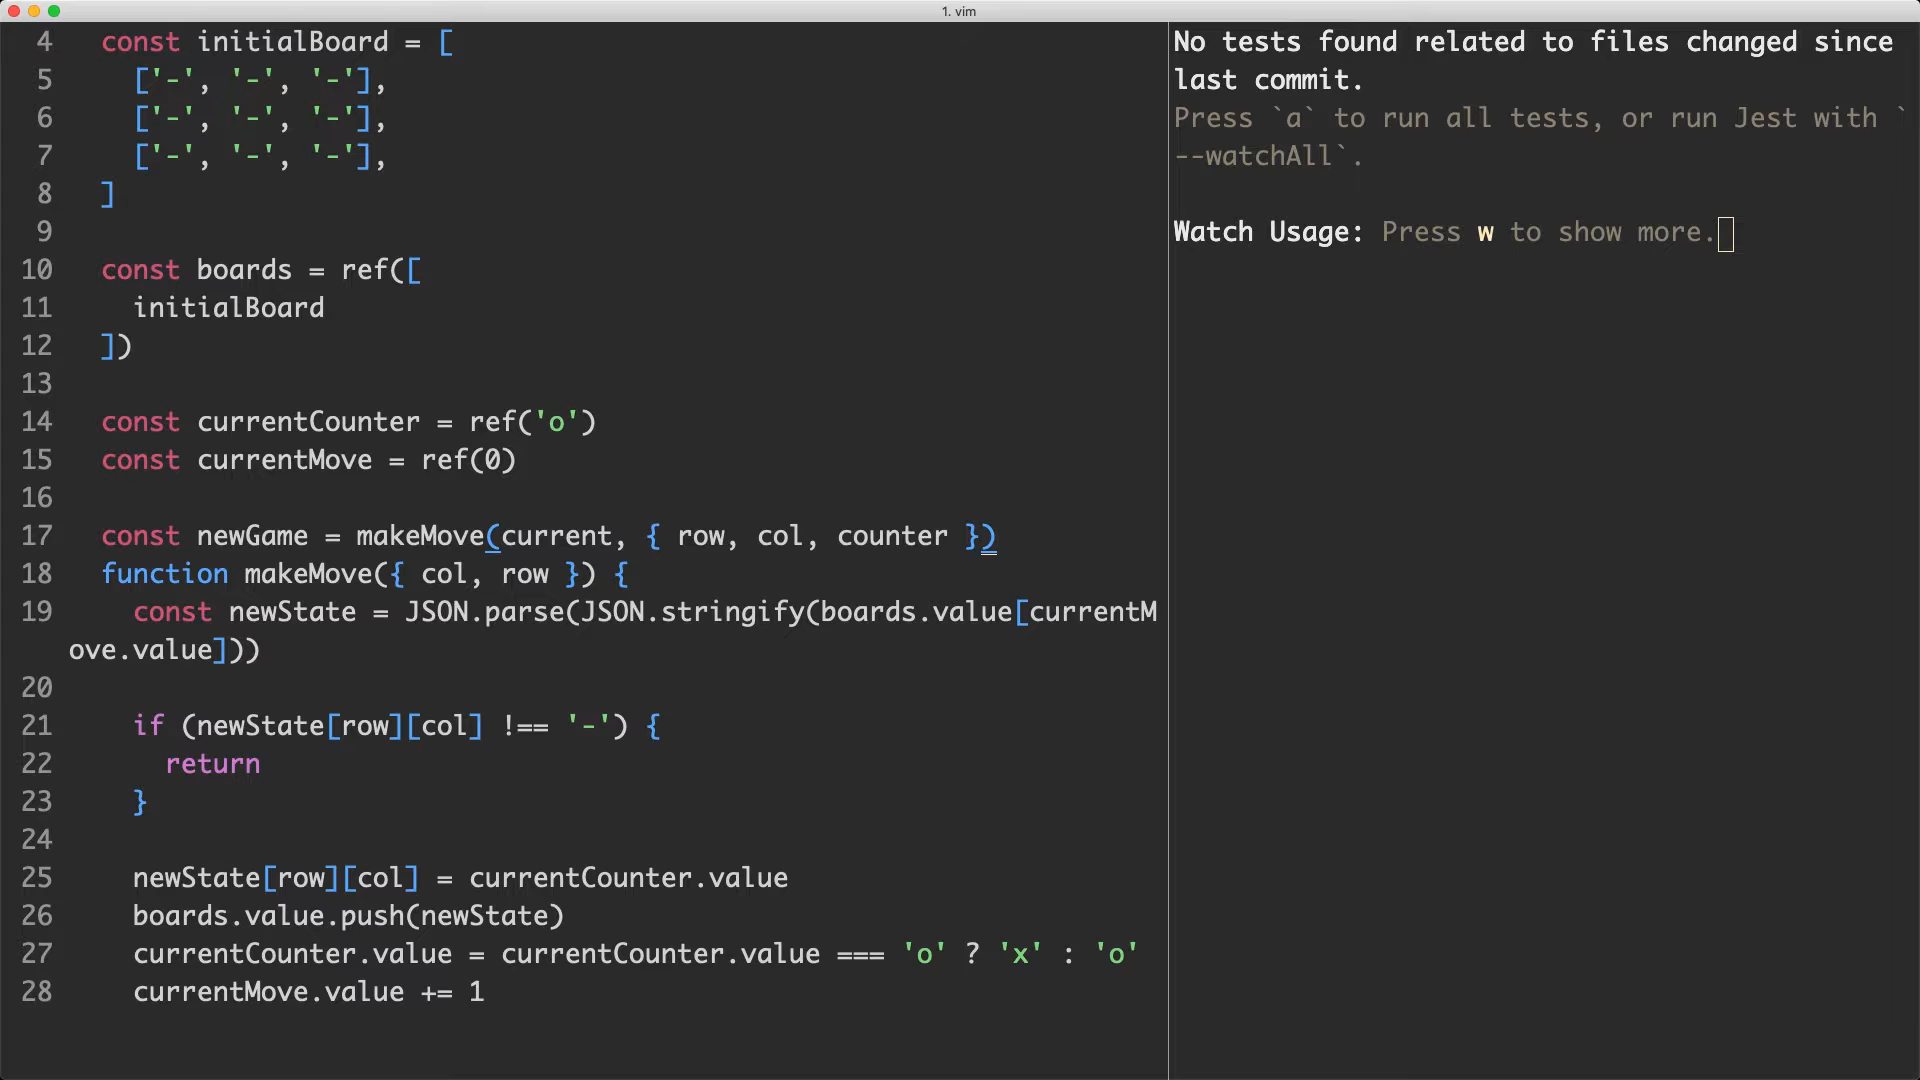 1. vim
4 const initialBoard = [
5 ['-', '-', '-'],
6 ['-', '-', '-'],
7 ['-', '-', '-'],
8 ]
9
10 const boards = ref([
11 initialBoard
12 ])
13
14 const currentCounter = ref('o')
15 const currentMove = ref(0)
16
17 const newGame = makeMove(current, { row, col, counter })
18 function makeMove({ col, row }) {
19 const newState = JSON.parse(JSON.stringify(boards.value[currentM
ove.value]))
20
21 if (newState[row][col] !== '-') {
22 return
23 }
24
25 newState[row][col] = currentCounter.value
26 boards.value.push(newState)
27 currentCounter.value = currentCounter.value === 'o' ? 'x' : 'o'
28 currentMove.value += 1
No tests found related to files changed since
last commit.
Press `a` to run all tests, or run Jest with `
--watchAll`.
Watch Usage: Press w to show more.